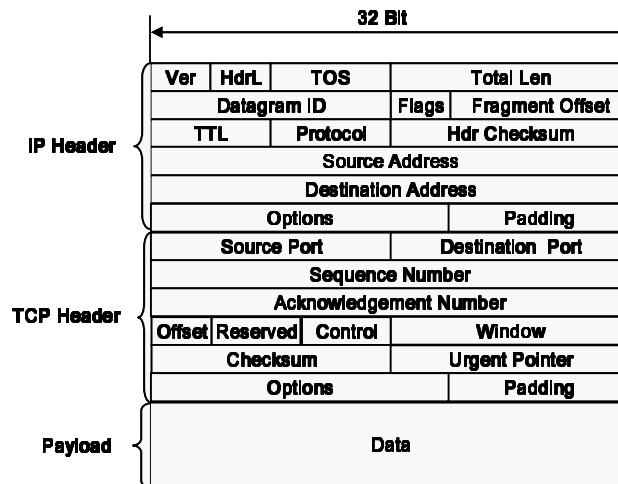 32 Bit
Ver HdrL TOS Total Len
Datagram ID Flags Fragment Offset
TTL Protocol Hdr Checksum
IP Header
Source Address
Destination Address
Options Padding
Source Port Destination Port
Sequence Number
TCP Header
Acknowledgement Number
Offset Reserved Control Window
Checksum Urgent Pointer
Options Padding
Payload
Data